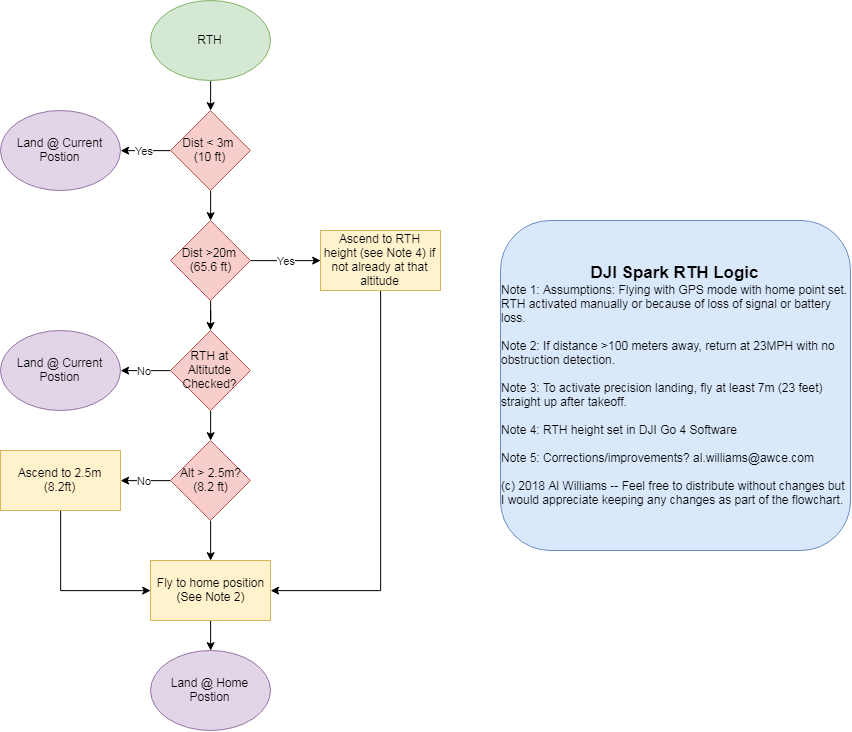 RTH
Land @ Current
Postion
Yes
Dist < 3m
(10 ft)
Dist >20m
(65.6 ft)
Yes
Ascend to RTH
height (see Note 4) if
not already at that
altitude
Land @ Current
Postion
No
RTH at
Altitutde
Checked?
Ascend to 2.5m
(8.2ft)
No
Alt > 2.5m?
(8.2 ft)
Fly to home position
(See Note 2)
Land @ Home
Postion
DJI Spark RTH Logic
Note 1: Assumptions: Flying with GPS mode with home point set.
RTH activated manually or because of loss of signal or battery
loss.
Note 2: If distance >100 meters away, return at 23MPH with no
obstruction detection.
Note 3: To activate precision landing, fly at least 7m (23 feet)
straight up after takeoff.
Note 4: RTH height set in DJI Go 4 Software
Note 5: Corrections/improvements? al.williams@awce.com
(c) 2018 Al Williams -- Feel free to distribute without changes but
I would appreciate keeping any changes as part of the flowchart.